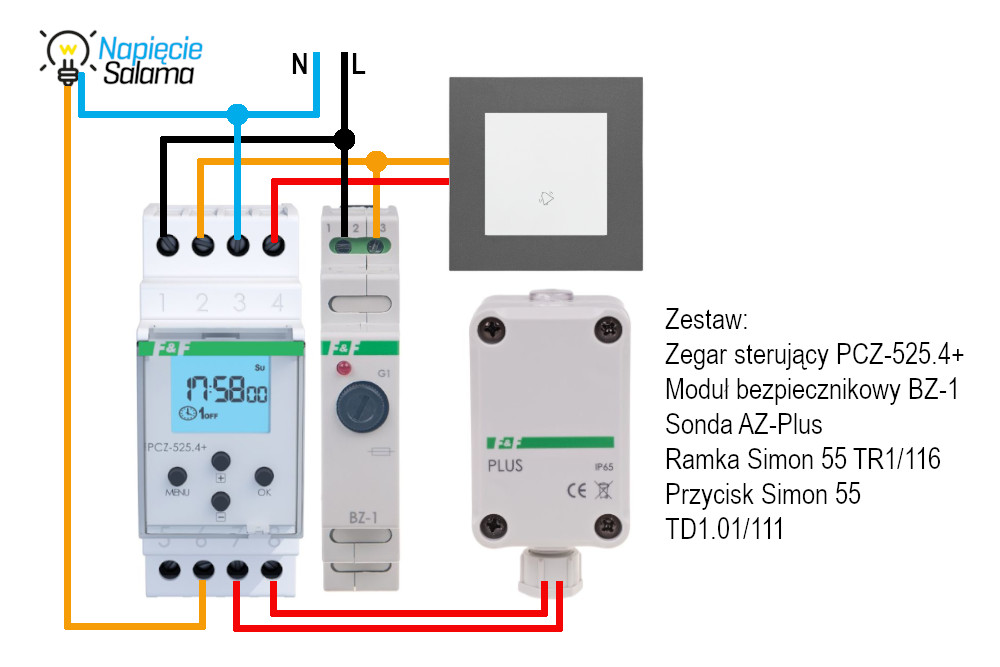 W
Napięcie
Salama
N
L
1 2 3
1 2 3 4
F&F
F&F
Su
17:5800
1OFF
G1
PCZ-525.4+
MENU
+
OK
−
BZ-1
5 6 7 8
F&F
PLUS
IP65
CE
Zestaw:
Zegar sterujący PCZ-525.4+
Moduł bezpiecznikowy BZ-1
Sonda AZ-Plus
Ramka Simon 55 TR1/116
Przycisk Simon 55
TD1.01/111